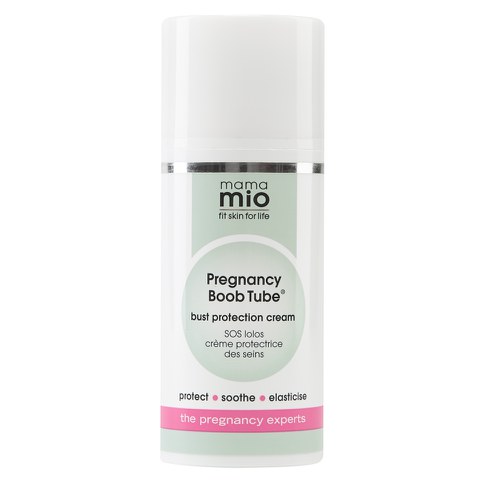 mama
mio
fit skin for life
Pregnancy
Boob Tube®
bust protection cream
SOS lolos
crème protectrice
des seins
protect • soothe • elasticise
the pregnancy experts